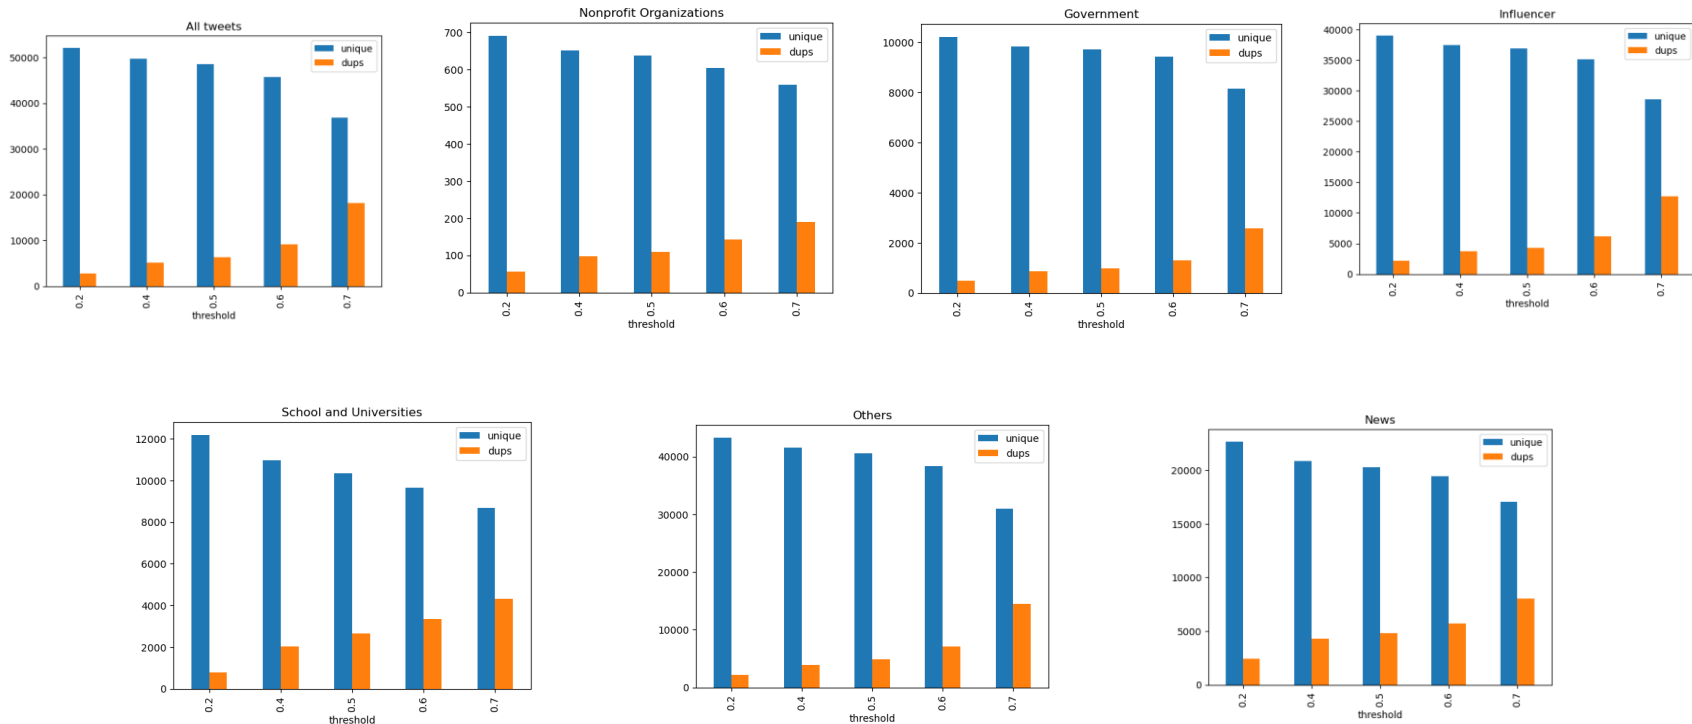 All tweets
unique
dups
50000
40000
30000
20000
10000
0
0.2
0.4
0.5
0.6
0.7
threshold
Nonprofit Organizations
unique
dups
700
600
500
400
300
200
100
0
0.2
0.4
0.5
0.6
0.7
threshold
Government
unique
dups
10000
8000
6000
4000
2000
0
0.2
0.4
0.5
0.6
0.7
threshold
Influencer
unique
dups
40000
35000
30000
25000
20000
15000
10000
5000
0
0.2
0.4
0.5
0.6
0.7
threshold
School and Universities
unique
dups
12000
10000
8000
6000
4000
2000
0
0.2
0.4
0.5
0.6
0.7
threshold
Others
unique
dups
40000
30000
40000
10000
0
0.2
0.4
0.5
0.6
0.7
threshold
News
unique
dups
20000
15000
10000
5000
0
0.2
0.4
0.5
0.6
0.7
threshold